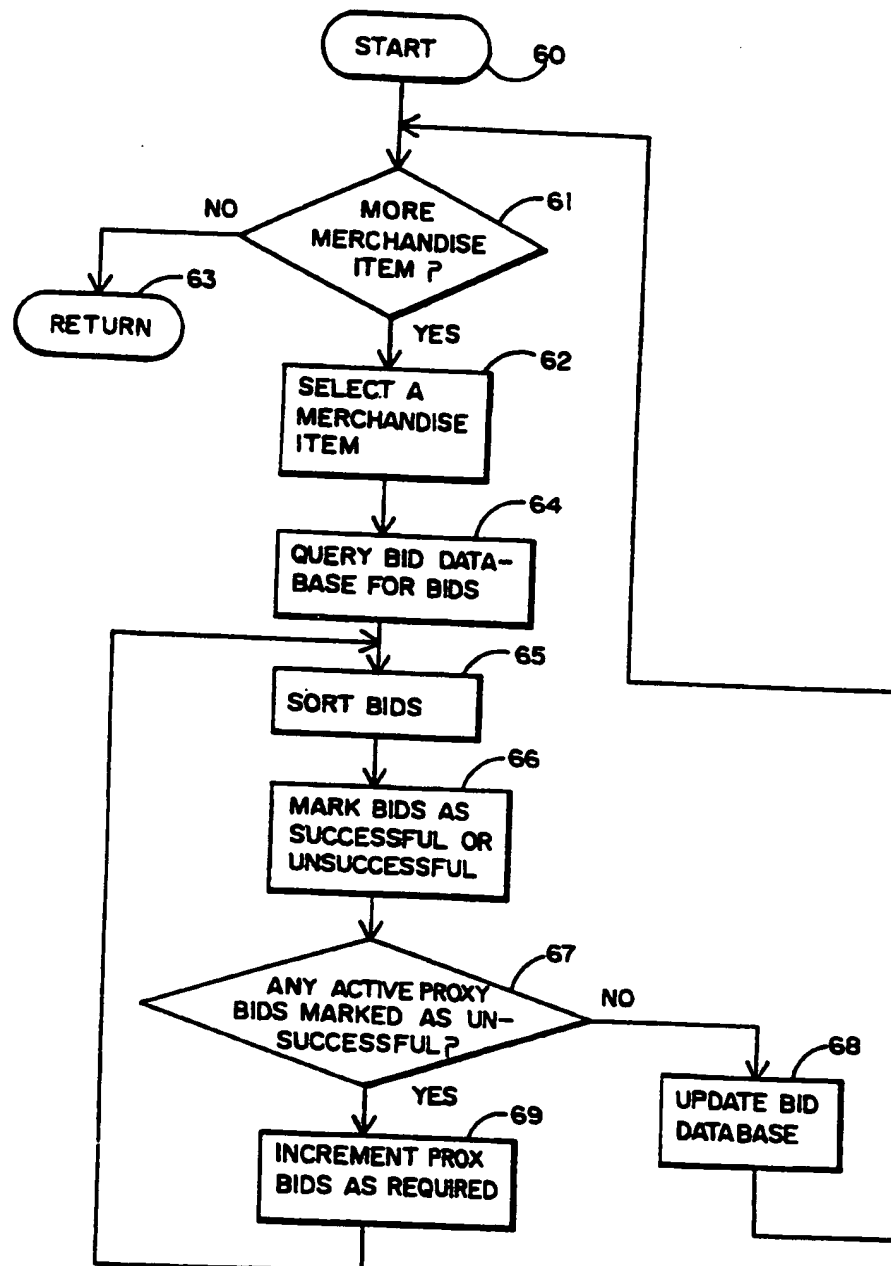 START
60
61
NO
MORE
MERCHANDISE
ITEM ?
63
RETURN
YES
62
SELECT A
MERCHANDISE
ITEM
64
QUERY BID DATA-
BASE FOR BIDS
65
SORT BIDS
66
MARK BIDS AS
SUCCESSFUL OR
UNSUCCESSFUL
67
ANY ACTIVE PROXY
BIDS MARKED AS UN-
SUCCESSFUL?
NO
68
UPDATE BID
DATABASE
YES
69
INCREMENT PROX
BIDS AS REQUIRED